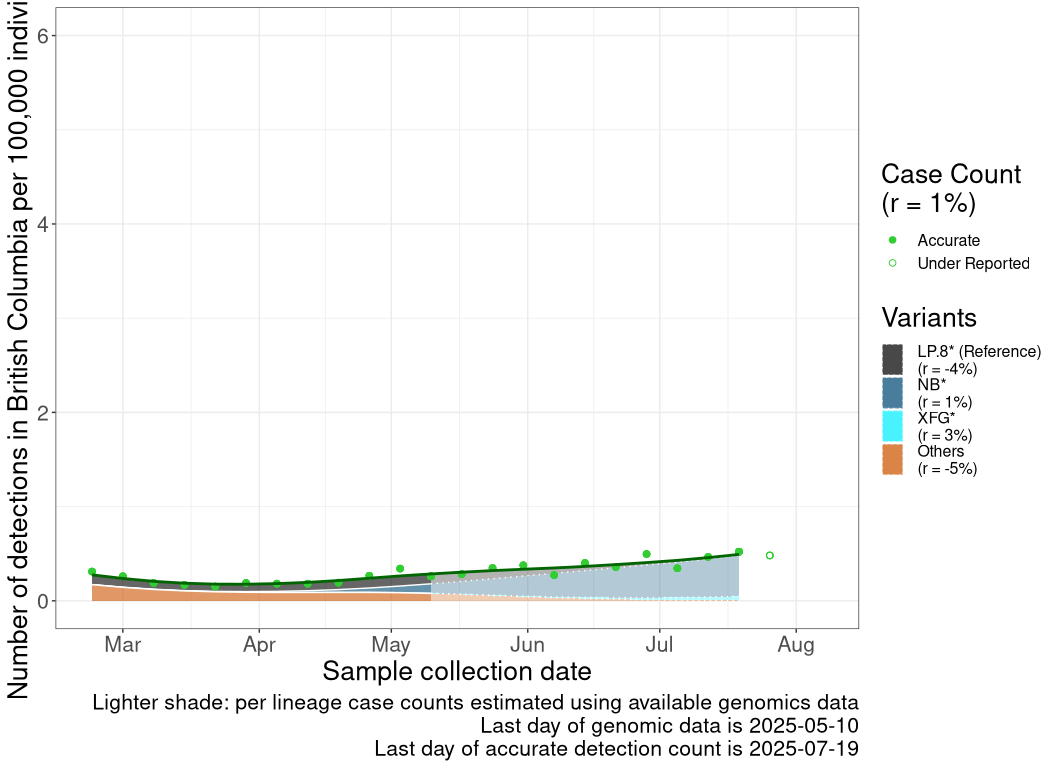 Number of detections in British Columbia per 100,000 indivi
6
4
2
0
Mar
Apr
May
Jun
Jul
Aug
Sample collection date
Lighter shade: per lineage case counts estimated using available genomics data
Last day of genomic data is 2025-05-10
Last day of accurate detection count is 2025-07-19
Case Count
(r = 1%)
Accurate
Under Reported
Variants
LP.8* (Reference)
(r = -4%)
NB*
(r = 1%)
XFG*
(r = 3%)
Others
(r = -5%)